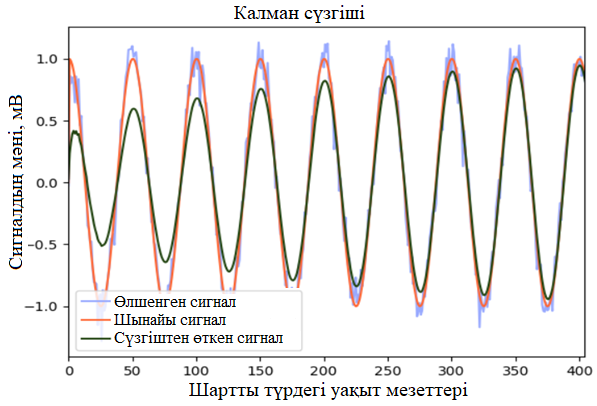 Калман сүзгіші
Сигналдын мәні, мВ
1.0
0.5
0.0
−0.5
−1.0
Өлшенген сигнал
Шынайы сигнал
Сүзгіштен өткен сигнал
0 50 100 150 200 250 300 350 400
Шартты түрдегі уақыт мезеттері